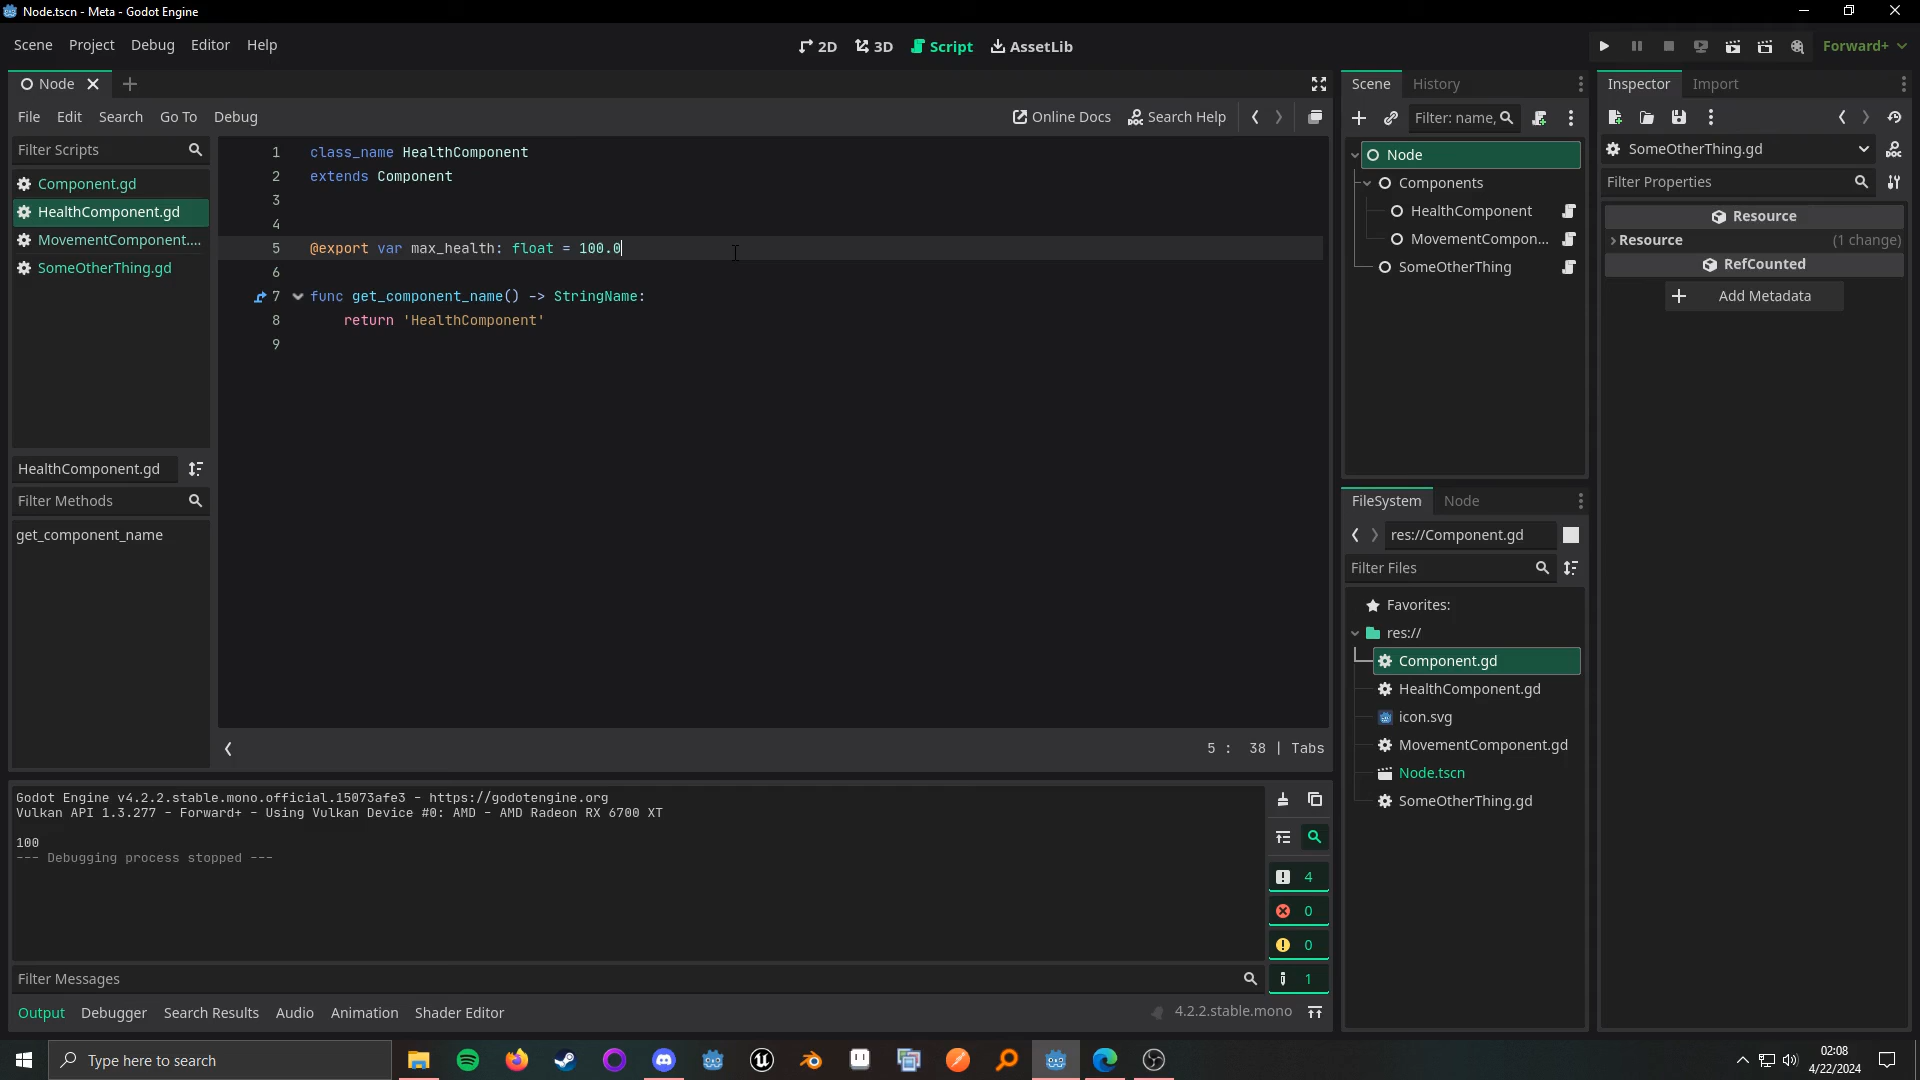 Node.tscn - Meta - Godot Engine
Scene Project Debug Editor Help
2D 3D Script AssetLib
Forward+
Node
File Edit Search Go To Debug
Online Docs Search Help
Filter Scripts
Component.gd
HealthComponent.gd
MovementComponent....
SomeOtherThing.gd
HealthComponent.gd
Filter Methods
get_component_name
1 class_name HealthComponent
2 extends Component
3
4
5 @export var max_health: float = 100.0
6
7 func get_component_name() -> StringName:
8 return 'HealthComponent'
9
5 : 38 | Tabs
Godot Engine v4.2.2.stable.mono.official.15073afe3 - https://godotengine.org
Vulkan API 1.3.277 - Forward+ - Using Vulkan Device #0: AMD - AMD Radeon RX 6700 XT
100
--- Debugging process stopped ---
4
0
0
1
Filter Messages
Output Debugger Search Results Audio Animation Shader Editor
4.2.2.stable.mono
Scene History
Filter: name,
Node
Components
HealthComponent
MovementCompon...
SomeOtherThing
FileSystem Node
res://Component.gd
Filter Files
Favorites:
res://
Component.gd
HealthComponent.gd
icon.svg
MovementComponent.gd
Node.tscn
SomeOtherThing.gd
Inspector Import
SomeOtherThing.gd
Filter Properties
Resource
Resource (1 change)
RefCounted
Add Metadata
Type here to search
02:08
4/22/2024